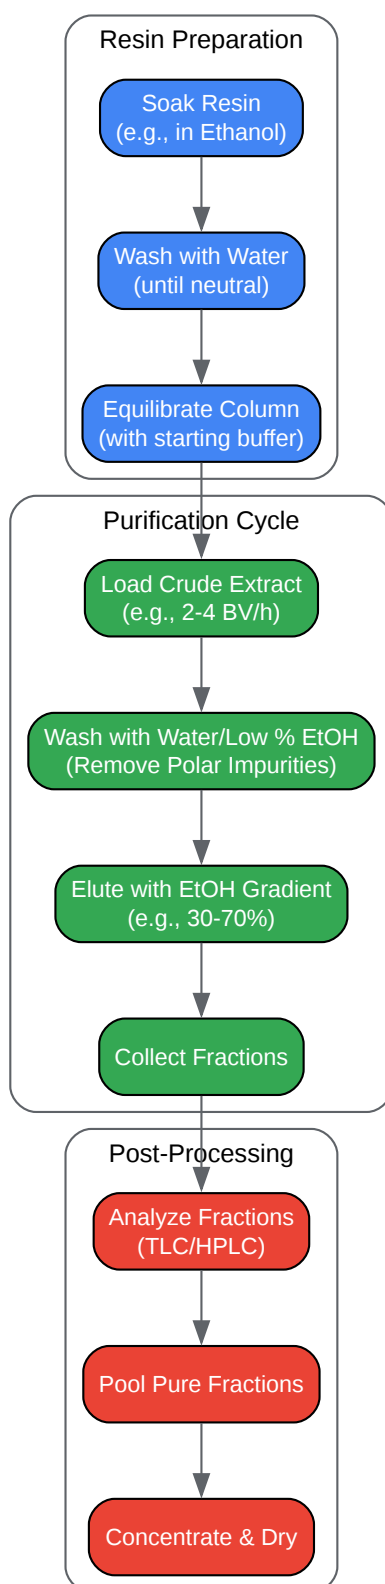 Resin Preparation
Soak Resin
(e.g., in Ethanol)
Wash with Water
(until neutral)
Equilibrate Column
(with starting buffer)
Purification Cycle
Load Crude Extract
(e.g., 2-4 BV/h)
Wash with Water/Low % EtOH
(Remove Polar Impurities)
Elute with EtOH Gradient
(e.g., 30-70%)
Collect Fractions
Post-Processing
Analyze Fractions
(TLC/HPLC)
Pool Pure Fractions
Concentrate & Dry